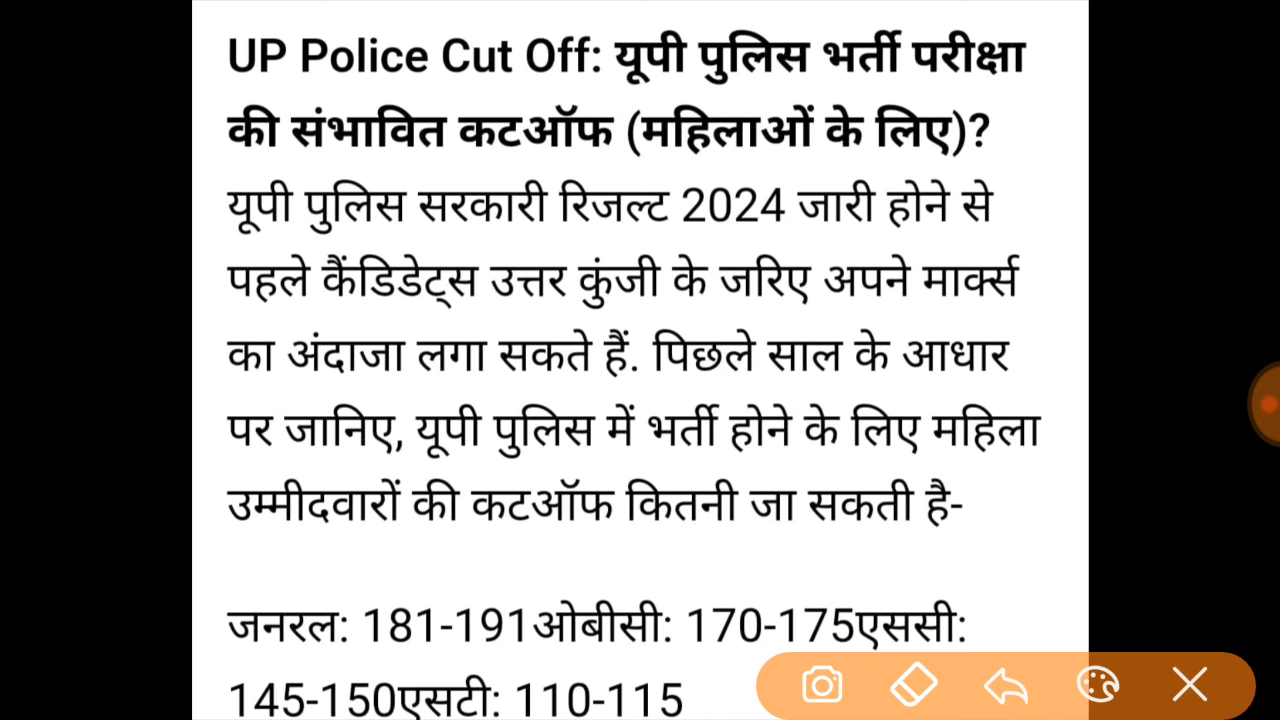 UP Police Cut Off: यूपी पुलिस भर्ती परीक्षा
की संभावित कटऑफ (महिलाओं के लिए)?
यूपी पुलिस सरकारी रिजल्ट 2024 जारी होने से
पहले कैंडिडेट्स उत्तर कुंजी के जरिए अपने मार्क्स
का अंदाजा लगा सकते हैं. पिछले साल के आधार
पर जानिए, यूपी पुलिस में भर्ती होने के लिए महिला
उम्मीदवारों की कटऑफ कितनी जा सकती है-
जनरल: 181-191ओबीसी: 170-175एससी:
145-150एसटी: 110-115